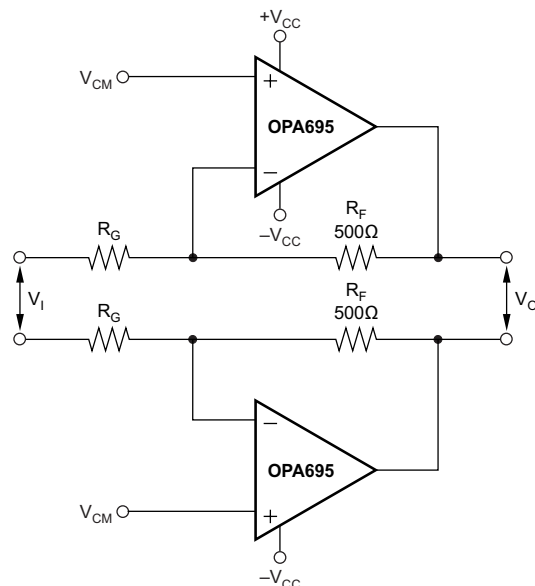 +V_CC
V_CM
+
OPA695
−
−V_CC
R_G
R_F
500Ω
V_I
V_O
R_G
R_F
500Ω
−
OPA695
V_CM
+
−V_CC